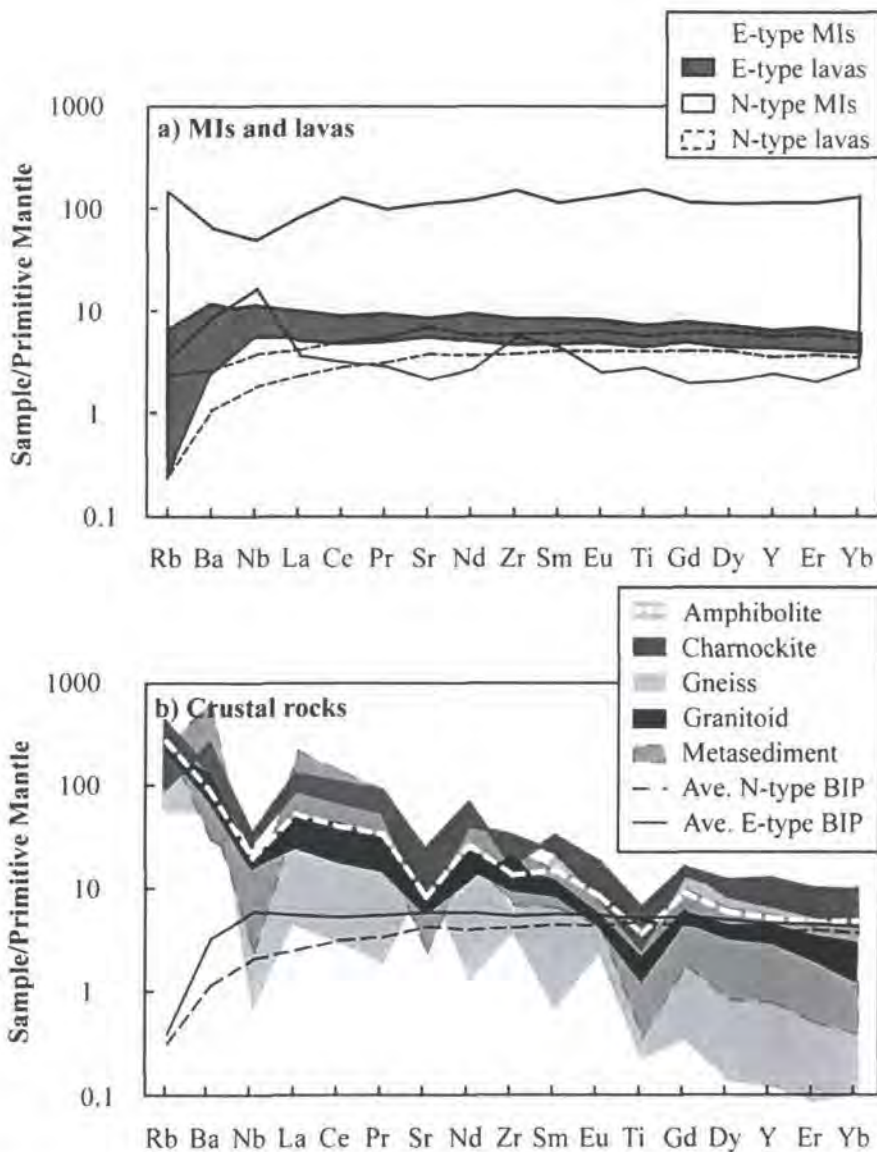 E-type MIs
E-type lavas
N-type MIs
N-type lavas
a) MIs and lavas
Sample/Primitive Mantle
1000
100
10
1
0.1
Rb Ba Nb La Ce Pr Sr Nd Zr Sm Eu Ti Gd Dy Y Er Yb
Amphibolite
Charnockite
Gneiss
Granitoid
Metasediment
Ave. N-type BIP
Ave. E-type BIP
b) Crustal rocks
Sample/Primitive Mantle
1000
100
10
1
0.1
Rb Ba Nb La Ce Pr Sr Nd Zr Sm Eu Ti Gd Dy Y Er Yb